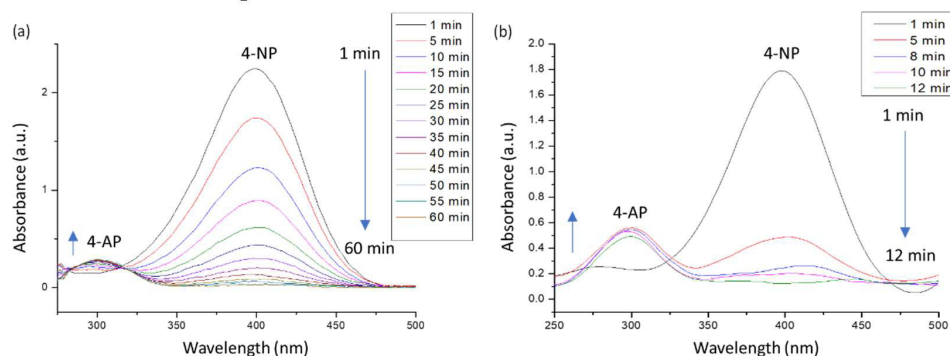 (a)
4-NP
1 min
60 min
4-AP
Absorbance (a.u.)
2
1
0
300
350
400
450
500
Wavelength (nm)
1 min
5 min
10 min
15 min
20 min
25 min
30 min
35 min
40 min
45 min
50 min
55 min
60 min
(b)
4-NP
1 min
12 min
4-AP
Absorbance (a.u.)
2.0
1.8
1.6
1.4
1.2
1.0
0.8
0.6
0.4
0.2
0.0
250
300
350
400
450
500
Wavelength (nm)
1 min
5 min
8 min
10 min
12 min